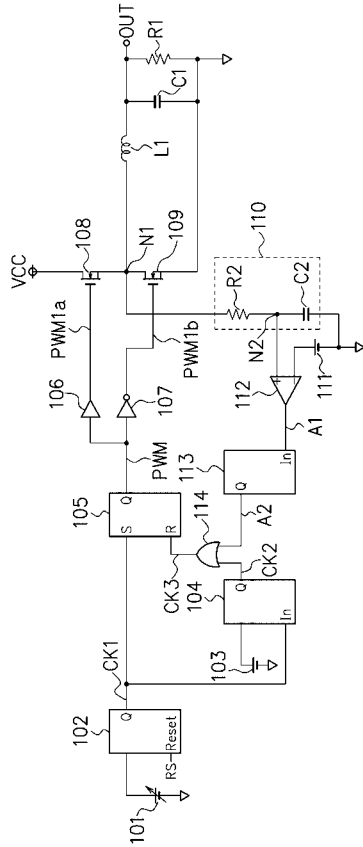 VCC
108
PWM1a
106
N1
OUT
R1
C1
L1
109
PWM1b
107
PWM
105
Q
S
R
110
R2
C2
N2
111
112
A1
113
Q
In
A2
114
CK3
CK2
104
Q
In
103
CK1
102
Q
RS-Reset
101